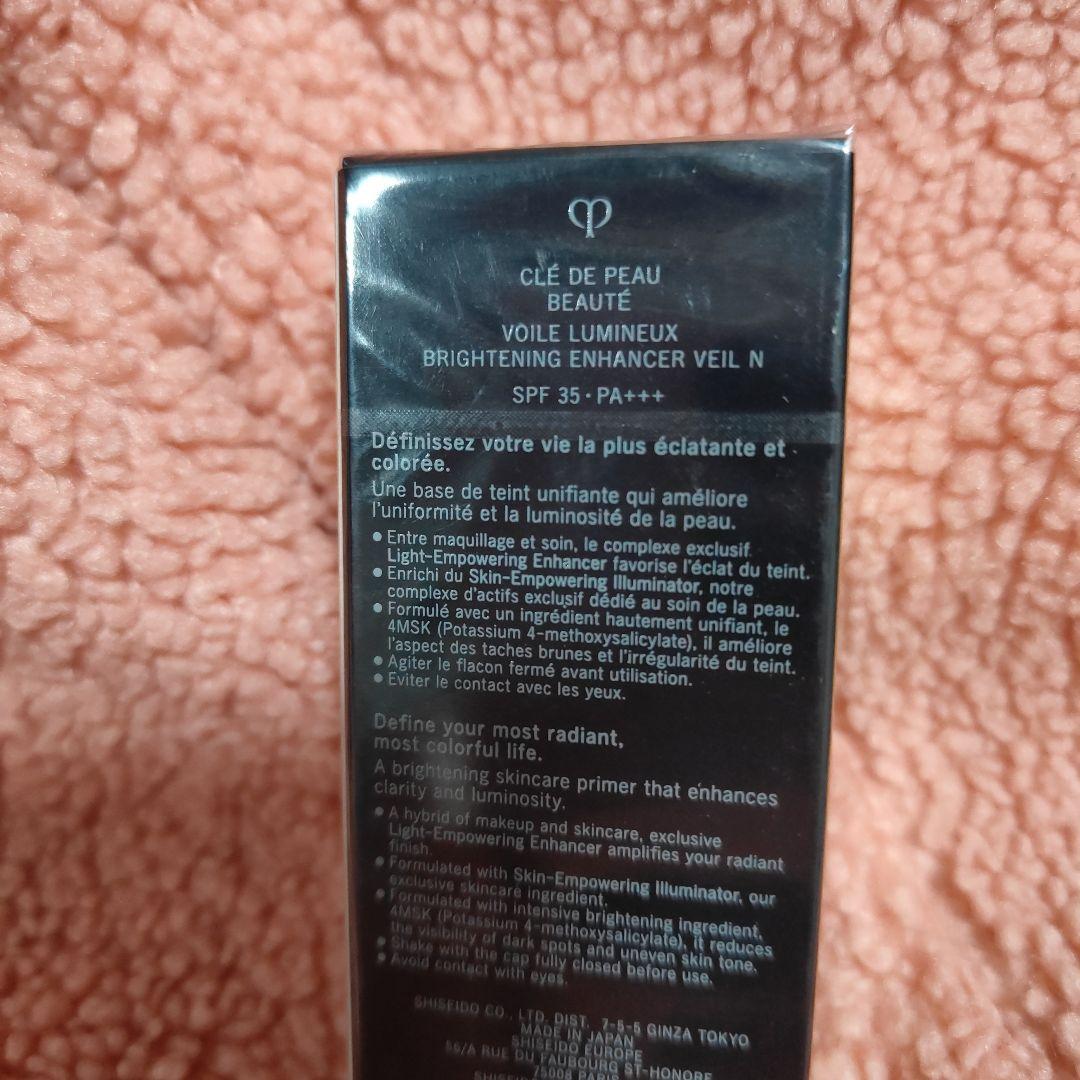 CLÉ DE PEAU
BEAUTÉ
VOILE LUMINEUX
BRIGHTENING ENHANCER VEIL N
SPF 35・PA+++
Définissez votre vie la plus éclatante et
colorée.
Une base de teint unifiante qui améliore
l'uniformité et la luminosité de la peau.
● Entre maquillage et soin, le complexe exclusif
Light-Empowering Enhancer favorise l'éclat du teint.
● Enrichi du Skin-Empowering Illuminator, notre
complexe d'actifs exclusif dédié au soin de la peau.
● Formulé avec un ingrédient hautement unifiant, le
4MSK (Potassium 4-methoxysalicylate), il améliore
l'aspect des taches brunes et l'irrégularité du teint.
● Agiter le flacon fermé avant utilisation.
● Eviter le contact avec les yeux.
Define your most radiant,
most colorful life.
A brightening skincare primer that enhances
clarity and luminosity.
● A hybrid of makeup and skincare, exclusive
Light-Empowering Enhancer amplifies your radiant
finish.
● Formulated with Skin-Empowering Illuminator, our
exclusive skincare ingredient.
● Formulated with intensive brightening ingredient,
4MSK (Potassium 4-methoxysalicylate), it reduces
the visibility of dark spots and uneven skin tone.
● Shake with the cap fully closed before use.
● Avoid contact with eyes.
SHISEIDO CO., LTD. DIST. 7-5-5 GINZA TOKYO
MADE IN JAPAN
SHISEIDO EUROPE
56/A RUE DU FAUBOURG ST-HONORE
75008 PARIS